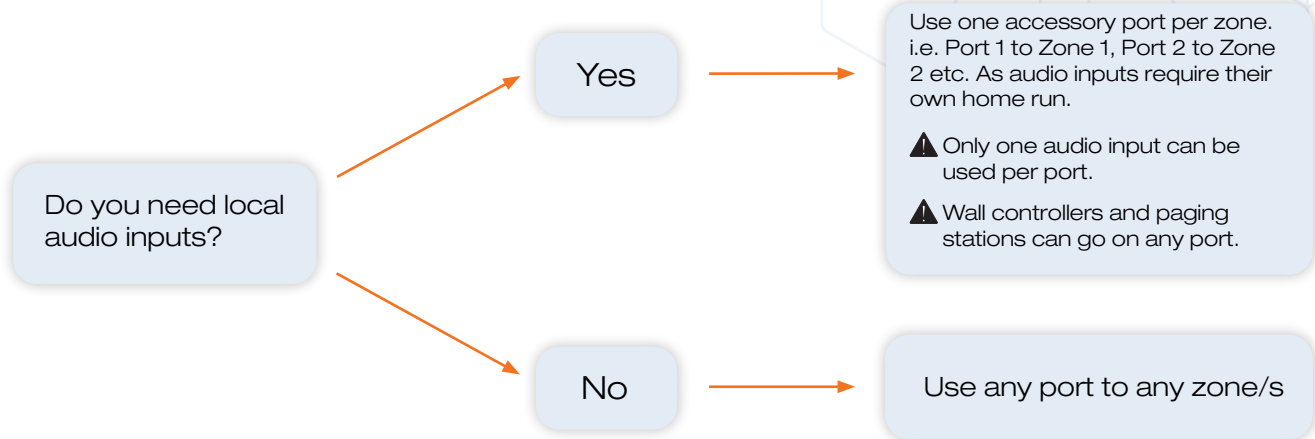 Do you need local
audio inputs?
Yes
Use one accessory port per zone.
i.e. Port 1 to Zone 1, Port 2 to Zone
2 etc. As audio inputs require their
own home run.
Only one audio input can be
used per port.
Wall controllers and paging
stations can go on any port.
No
Use any port to any zone/s